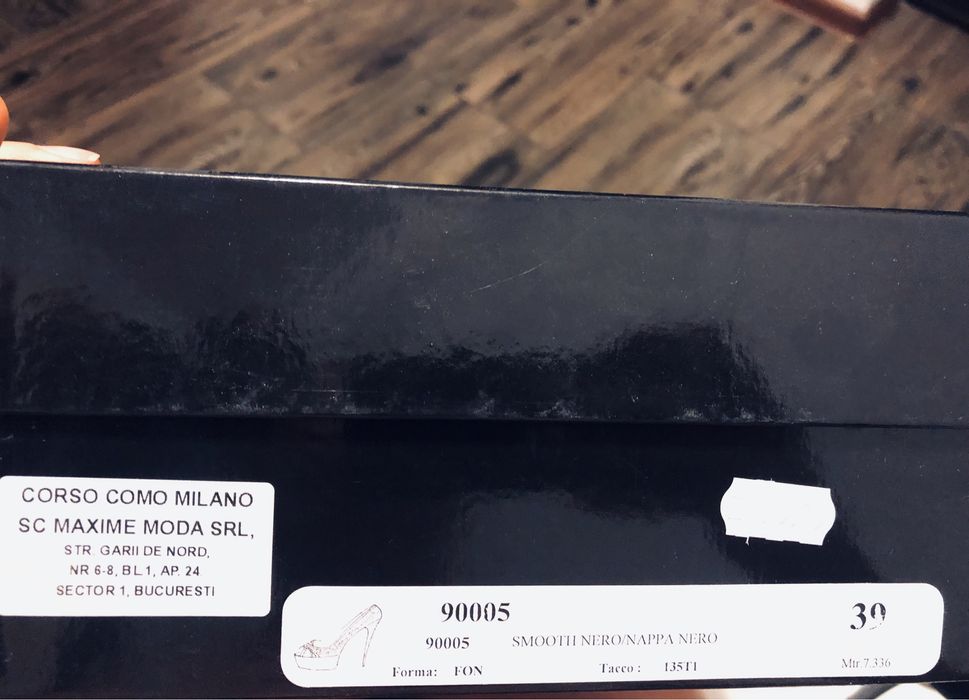 CORSO COMO MILANO
SC MAXIME MODA SRL,
STR. GARII DE NORD,
NR 6-8, BL.1, AP. 24
SECTOR 1, BUCURESTI
90005
39
90005 SMOOTH NERO/NAPPA NERO
Forma: FON Tacco : 135T1
Mtr.7.336